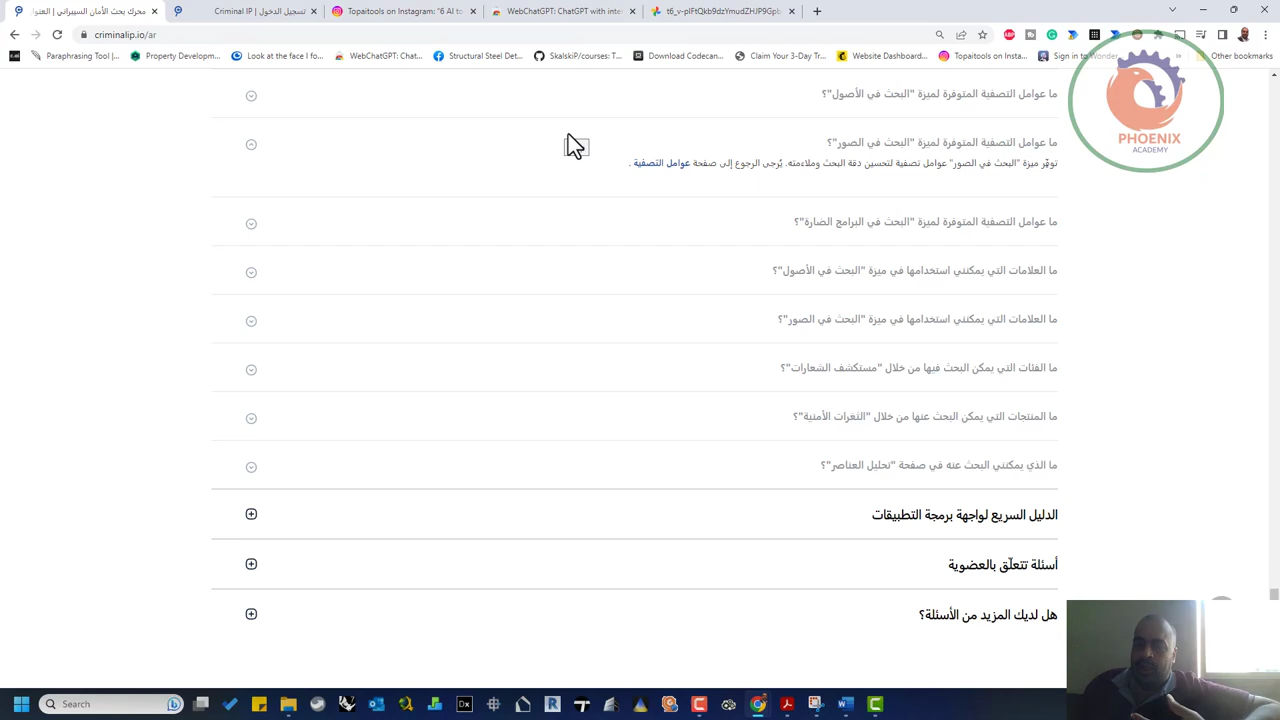 محرك بحث الأمان السيبراني | العنوا
Criminal IP | تسجيل الدخول
Topaitools on Instagram: "6 AI to
WebChatGPT: ChatGPT with inte
criminalip.io/ar
Paraphrasing Tool |...
Property Developm...
Look at the face I fo...
WebChatGPT: Chat...
Structural Steel Det...
SkalskiP/courses: T...
Download Codecan...
Claim Your 3-Day Tr...
Website Dashboard...
Topaitools on Insta...
Sign in to Wonder
Other bookmarks
PHOENIX
ACADEMY
ما عوامل التصفية المتوفرة لميزة "البحث في الأصول"؟
ما عوامل التصفية المتوفرة لميزة "البحث في الصور"؟
توفّر ميزة "البحث في الصور" عوامل تصفية لتحسين دقة البحث وملاءمته. يُرجى الرجوع إلى صفحة عوامل التصفية .
ما عوامل التصفية المتوفرة لميزة "البحث في البرامج الضارة"؟
ما العلامات التي يمكنني استخدامها في ميزة "البحث في الأصول"؟
ما العلامات التي يمكنني استخدامها في ميزة "البحث في الصور"؟
ما الفئات التي يمكن البحث فيها من خلال "مستكشف الشعارات"؟
ما المنتجات التي يمكن البحث عنها من خلال "الثغرات الأمنية"؟
ما الذي يمكنني البحث عنه في صفحة "تحليل العناصر"؟
الدليل السريع لواجهة برمجة التطبيقات
أسئلة تتعلّق بالعضوية
هل لديك المزيد من الأسئلة؟
Search